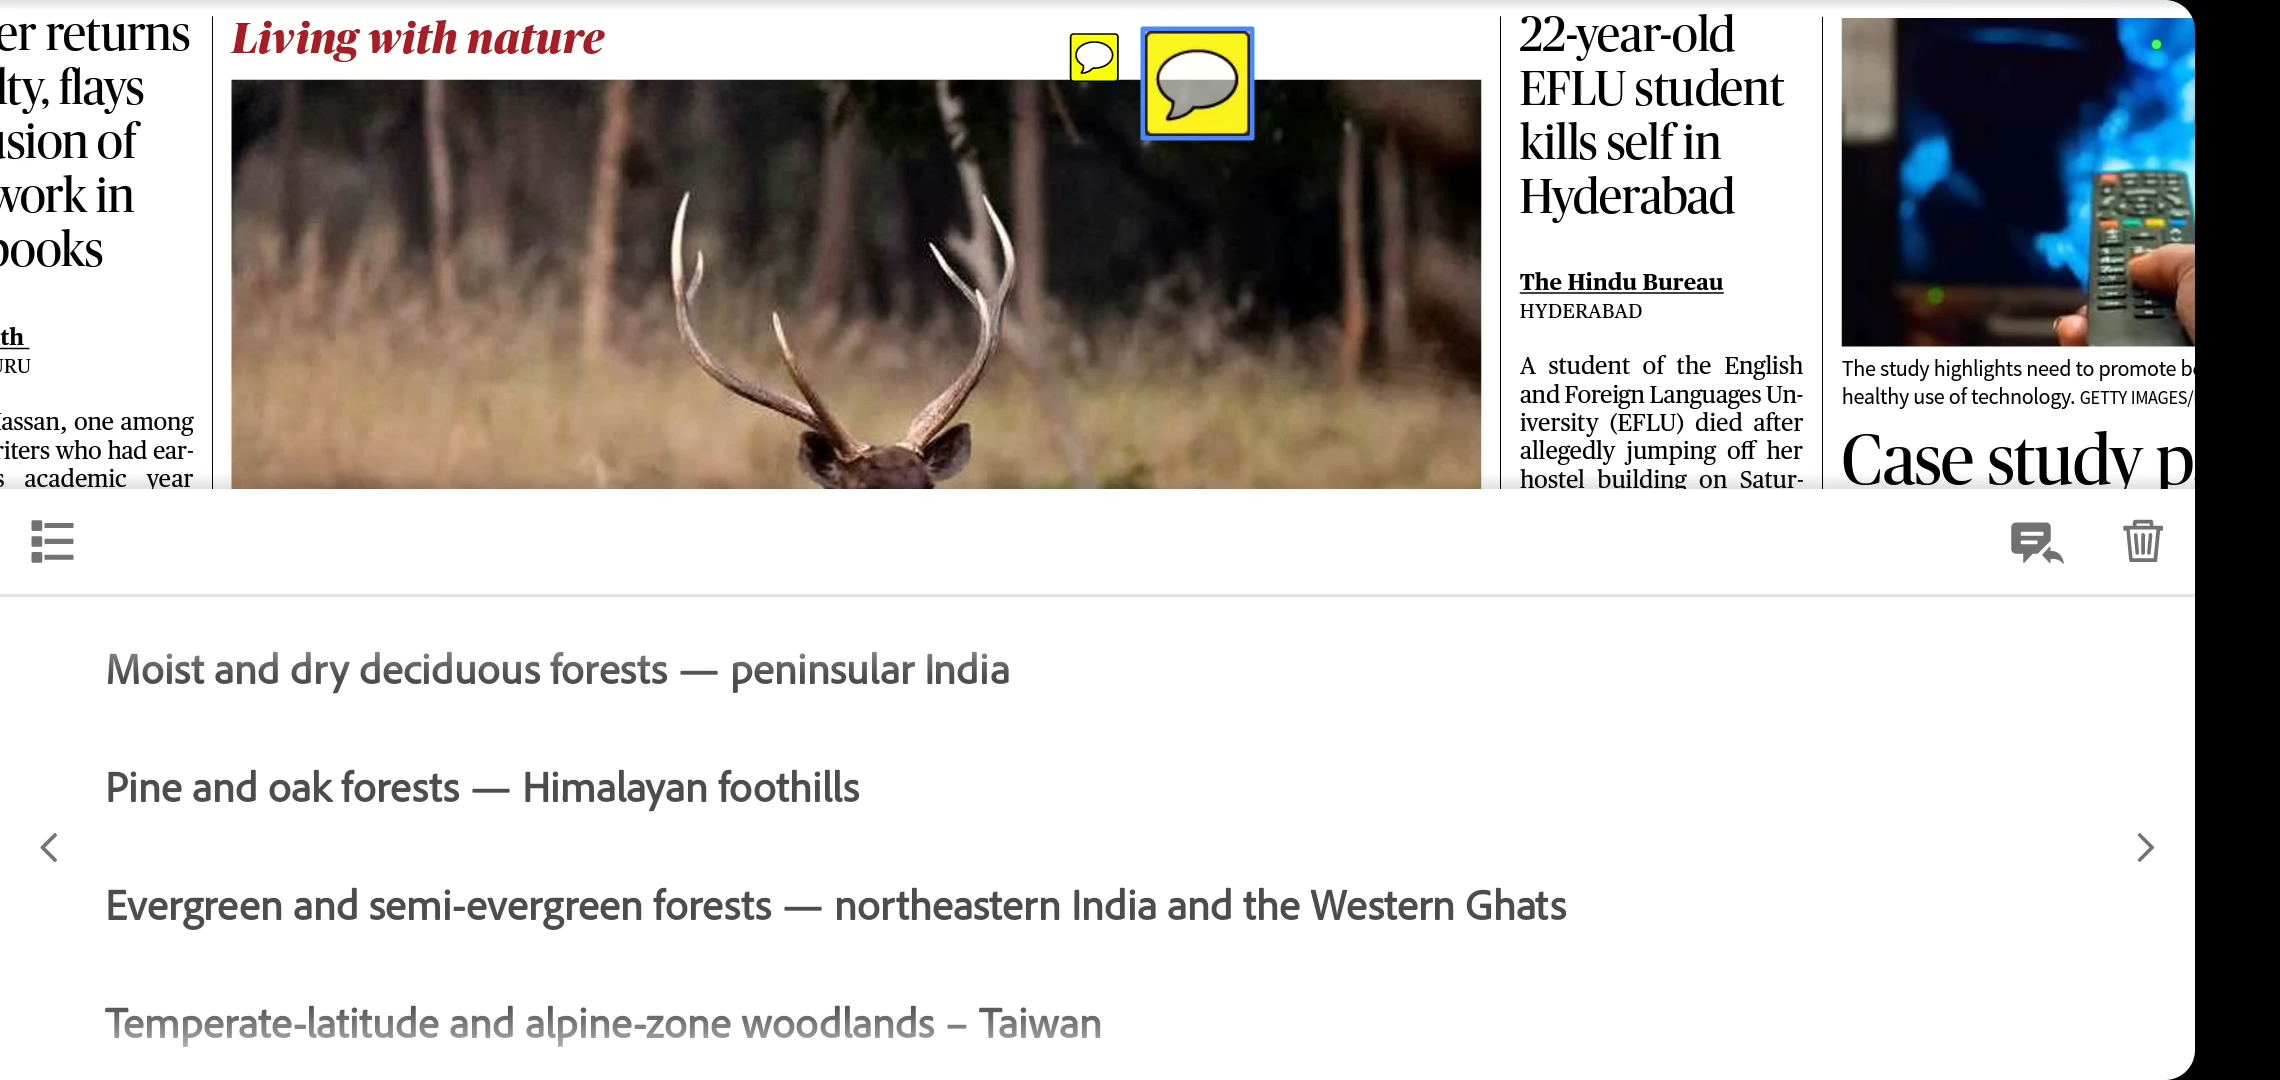 er returns
lty, flays
usion of
work in
books
th
URU
assan, one among
riters who had ear-
s academic year
Living with nature
22-year-old
EFLU student
kills self in
Hyderabad
The Hindu Bureau
HYDERABAD
A student of the English
and Foreign Languages Un-
iversity (EFLU) died after
allegedly jumping off her
hostel building on Satur-
The study highlights need to promote b
healthy use of technology. GETTY IMAGES/
Case study p
Moist and dry deciduous forests — peninsular India
Pine and oak forests — Himalayan foothills
Evergreen and semi-evergreen forests — northeastern India and the Western Ghats
Temperate-latitude and alpine-zone woodlands – Taiwan